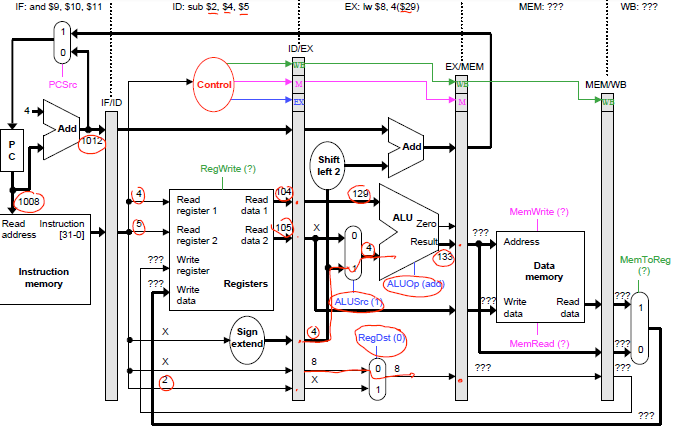 IF: and $9, $10, $11
ID: sub $2, $4, $5
EX: lw $8, 4($29)
MEM: ???
WB: ???
1
0
PCSrc
4
Add
1012
P
C
1008
IF/ID
Control
ID/EX
WB
M
EX
EX/MEM
WB
M
MEM/WB
WB
Add
Shift
left 2
RegWrite (?)
Read
address
Instruction
[31-0]
Instruction
memory
4
5
???
???
Read
register 1
Read
data 1
Read
register 2
Read
data 2
Write
register
Write
data
Registers
104
105
X
129
0
1
4
ALU
Zero
Result
133
ALUSrc (1)
ALUOp (add)
???
???
MemWrite (?)
Address
Data
memory
Write
data
Read
data
MemRead (?)
MemToReg
(?)
???
1
???
0
X
Sign
extend
4
RegDst (0)
X
8
0
8
???
???
2
X
1
???